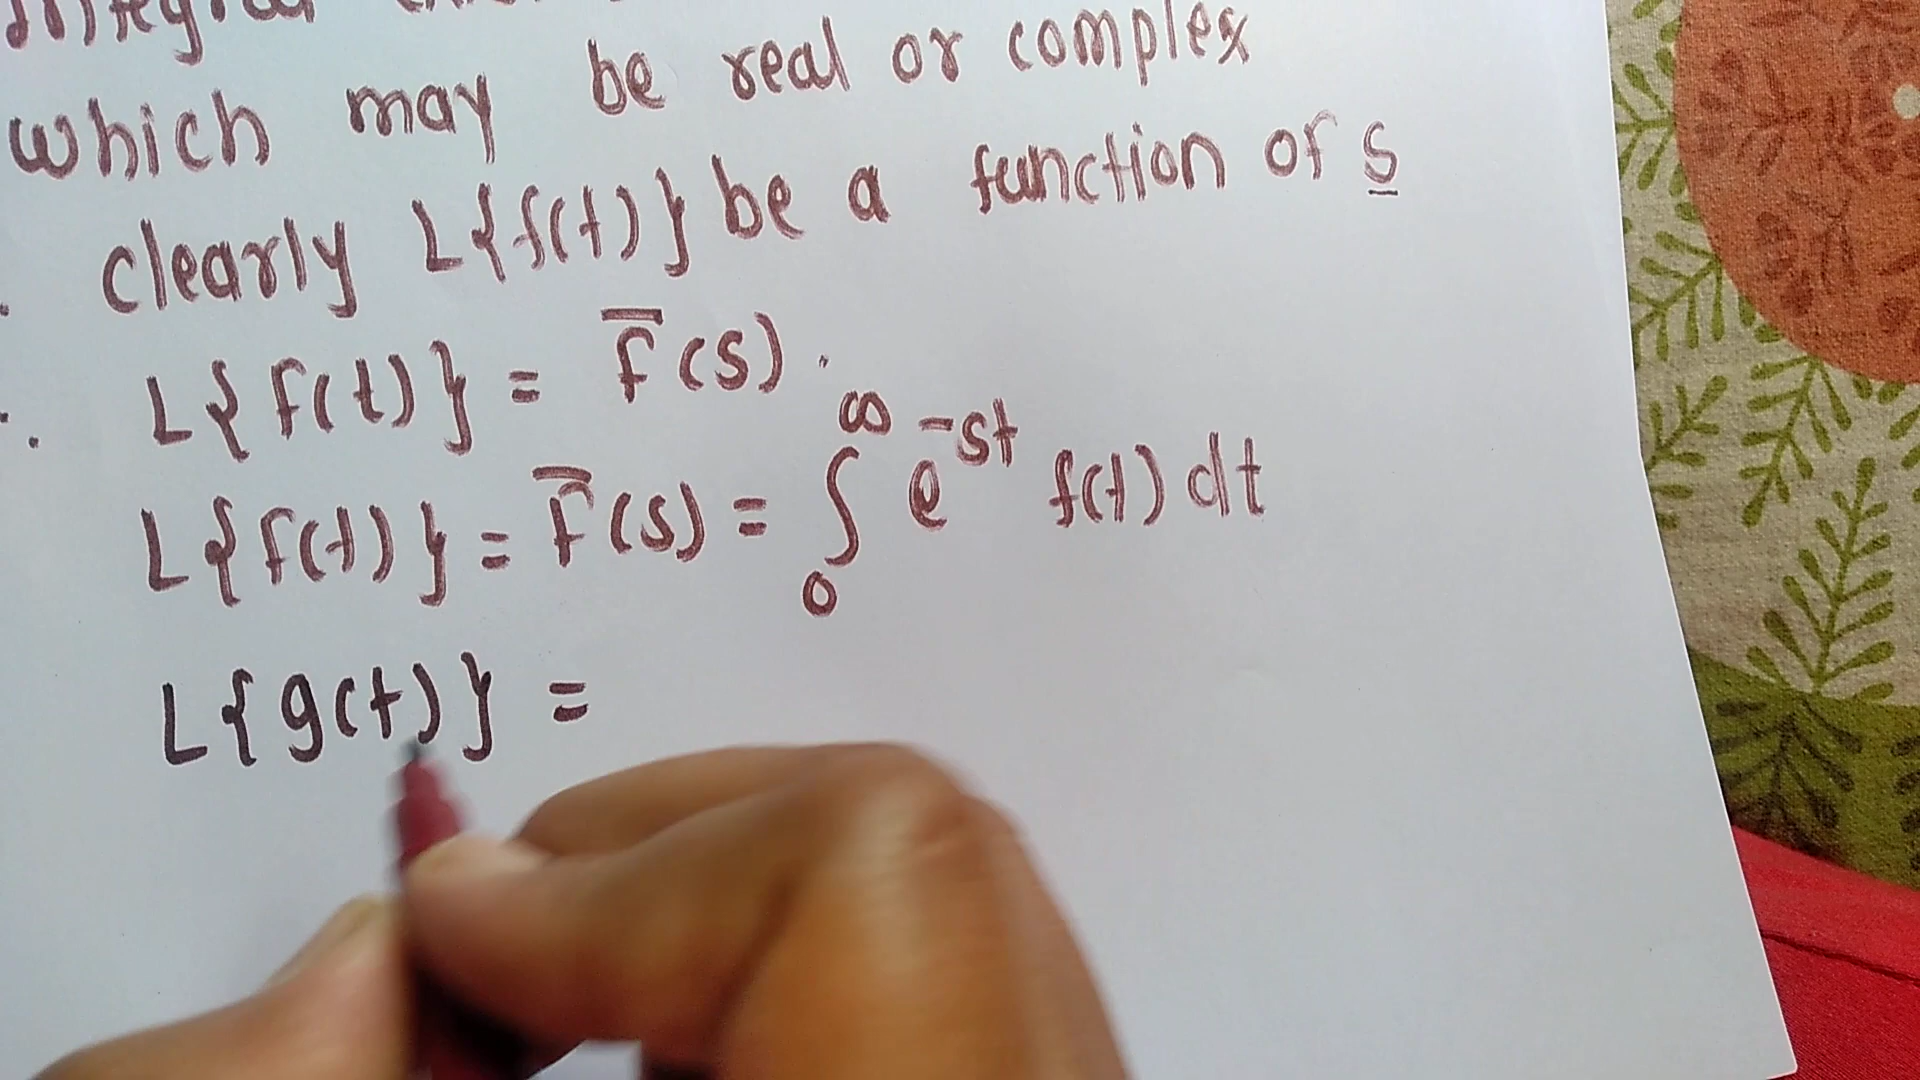 which may be real or complex
clearly L{f(t)} be a function of s
∴ L{f(t)} = f̅(s).
L{f(t)} = f̅(s) = ∫₀^∞ e^-st f(t) dt
L{g(t)} =